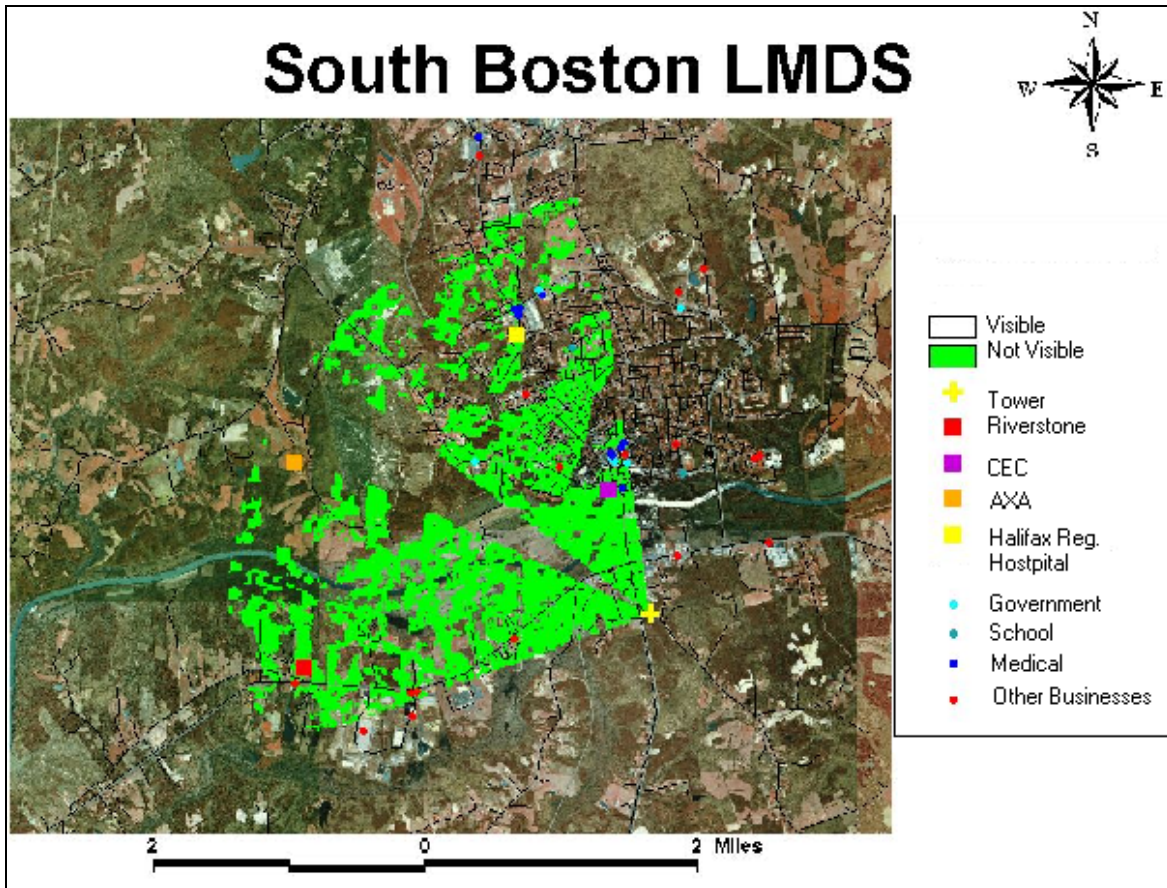 South Boston LMDS
N
W E
S
Visible
Not Visible
Tower
Riverstone
CEC
AXA
Halifax Reg.
Hostpital
Government
School
Medical
Other Businesses
2 0 2 Miles